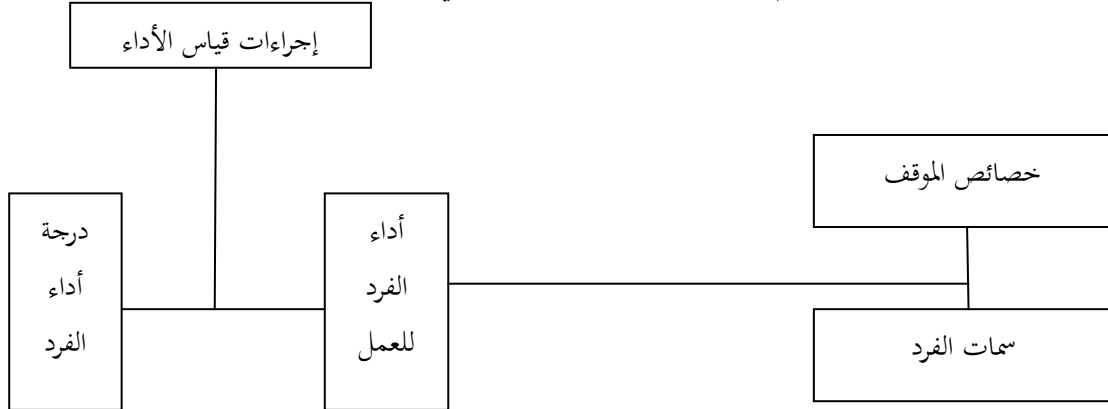 إجراءات قياس الأداء
خصائص الموقف
سمات الفرد
أداء
الفرد
للعمل
درجة
أداء
الفرد